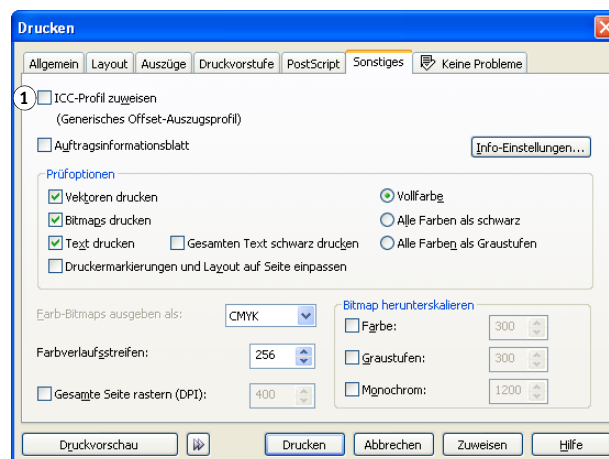 Drucken
Allgemein Layout Auszüge Druckvorstufe PostScript Sonstiges Keine Probleme
1 ICC-Profil zuweisen
(Generisches Offset-Auszugsprofil)
Auftragsinformationsblatt Info-Einstellungen...
Prüfoptionen
Vektoren drucken Vollfarbe
Bitmaps drucken Alle Farben als schwarz
Text drucken Gesamten Text schwarz drucken Alle Farben als Graustufen
Druckermarkierungen und Layout auf Seite einpassen
Farb-Bitmaps ausgeben als: CMYK
Bitmap herunterskalieren
Farbe: 300
Farbverlaufsstreifen: 256
Graustufen: 300
Gesamte Seite rastern (DPI): 400
Monochrom: 1200
Druckvorschau Drucken Abbrechen Zuweisen Hilfe